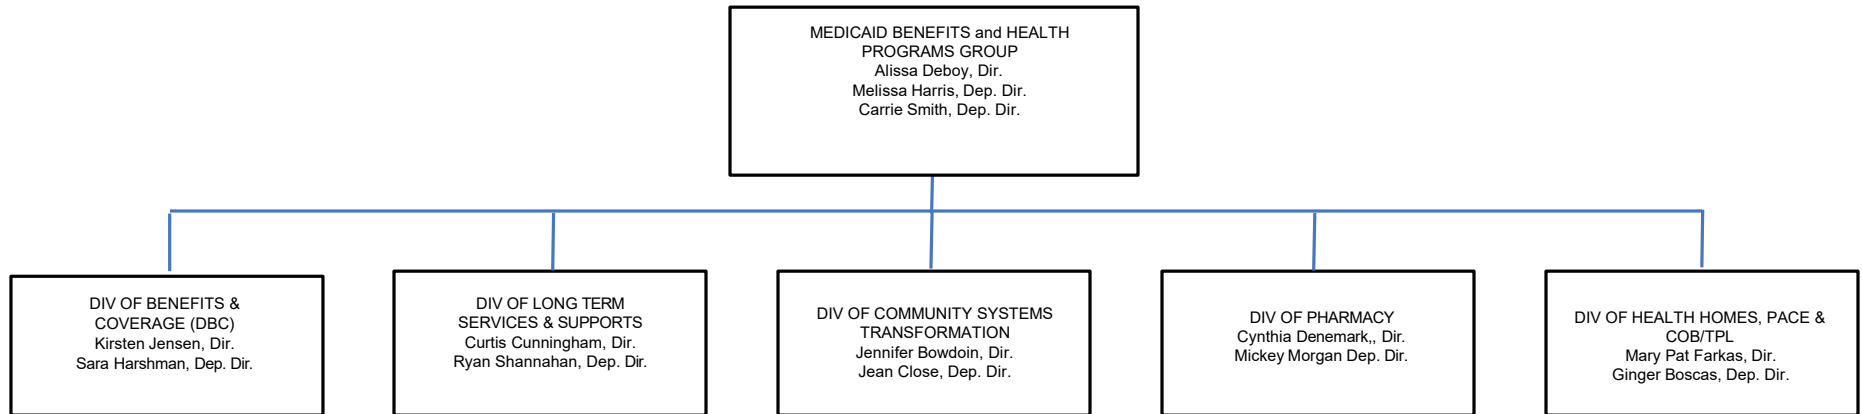 MEDICAID BENEFITS and HEALTH
PROGRAMS GROUP
Alissa Deboy, Dir.
Melissa Harris, Dep. Dir.
Carrie Smith, Dep. Dir.
DIV OF BENEFITS &
COVERAGE (DBC)
Kirsten Jensen, Dir.
Sara Harshman, Dep. Dir.
DIV OF LONG TERM
SERVICES & SUPPORTS
Curtis Cunningham, Dir.
Ryan Shannahan, Dep. Dir.
DIV OF COMMUNITY SYSTEMS
TRANSFORMATION
Jennifer Bowdoin, Dir.
Jean Close, Dep. Dir.
DIV OF PHARMACY
Cynthia Denemark,, Dir.
Mickey Morgan Dep. Dir.
DIV OF HEALTH HOMES, PACE &
COB/TPL
Mary Pat Farkas, Dir.
Ginger Boscas, Dep. Dir.